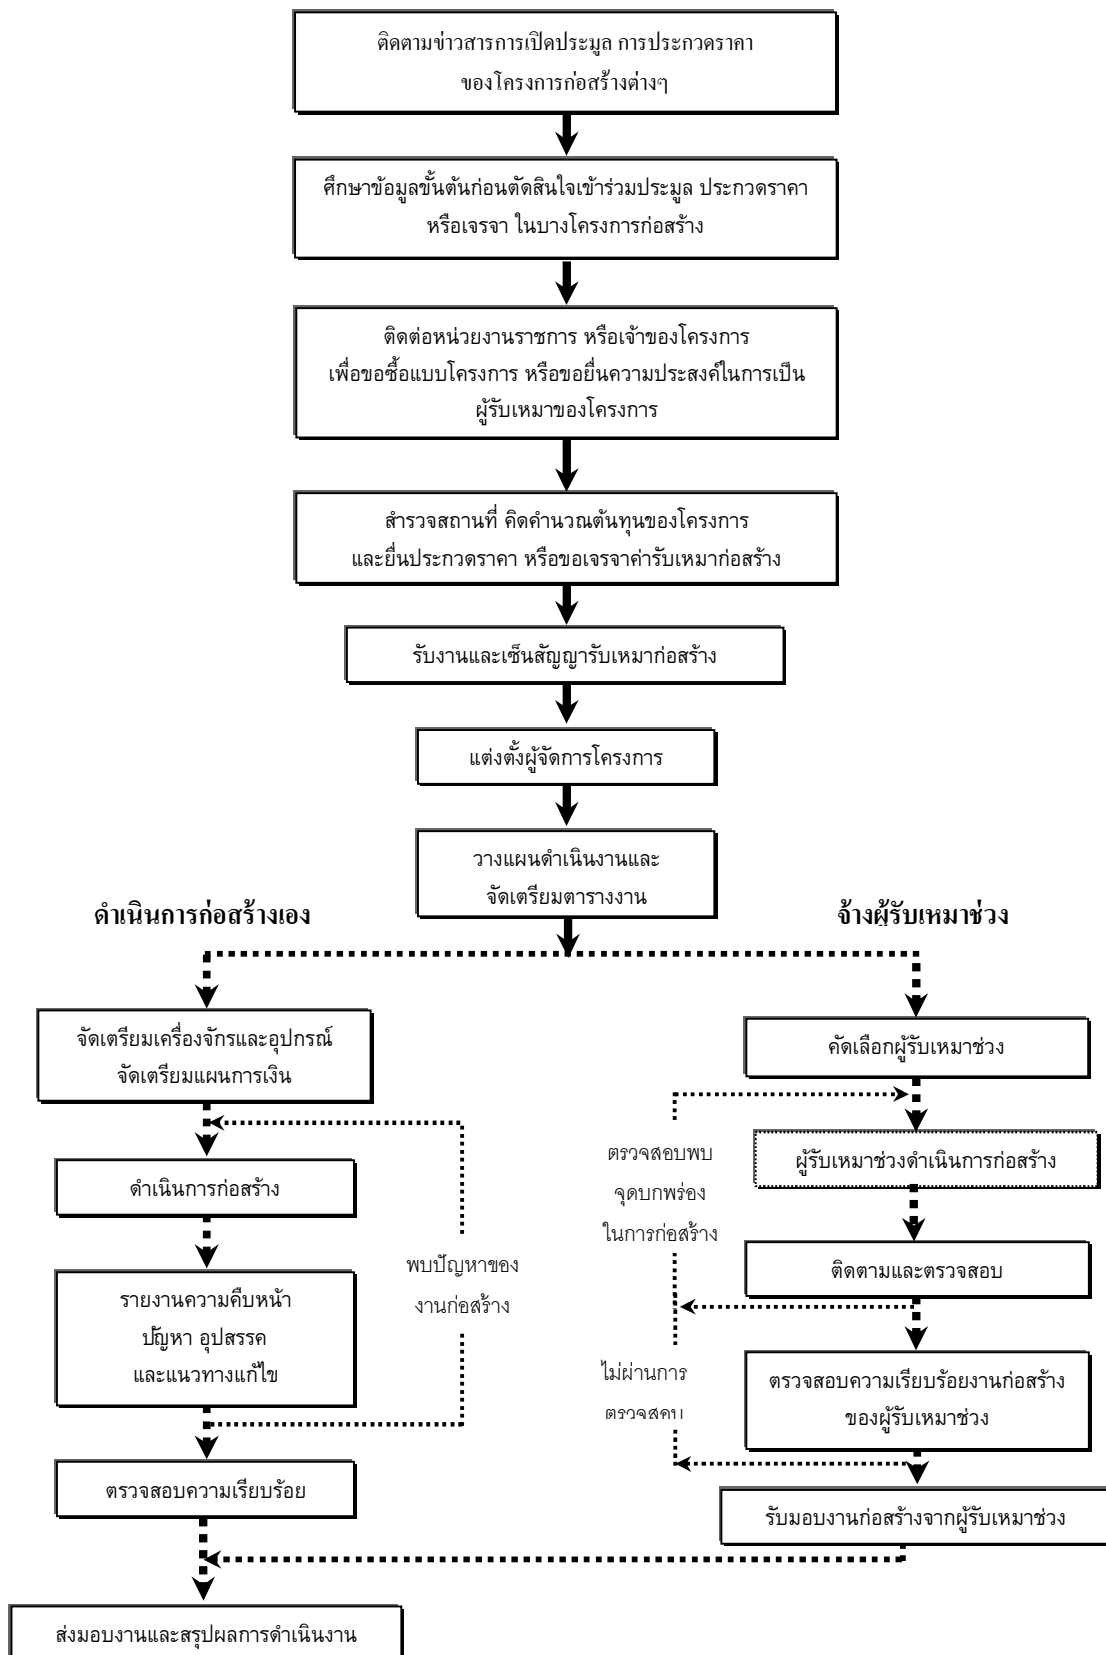 ติดตามข่าวสารการเปิดประมูล การประกวดราคา
ของโครงการก่อสร้างต่างๆ
ศึกษาข้อมูลขั้นต้นก่อนตัดสินใจเข้าร่วมประมูล ประกวดราคา
หรือเจรจา ในบางโครงการก่อสร้าง
ติดต่อหน่วยงานราชการ หรือเจ้าของโครงการ
เพื่อขอซื้อแบบโครงการ หรือขอยื่นความประสงค์ในการเป็น
ผู้รับเหมาของโครงการ
สำรวจสถานที่ คิดคำนวณต้นทุนของโครงการ
และยื่นประกวดราคา หรือขอเจรจาค่ารับเหมาก่อสร้าง
รับงานและเซ็นสัญญารับเหมาก่อสร้าง
แต่งตั้งผู้จัดการโครงการ
วางแผนดำเนินงานและ
จัดเตรียมตารางงาน
ดำเนินการก่อสร้างเอง
จัดเตรียมเครื่องจักรและอุปกรณ์
จัดเตรียมแผนการเงิน
ดำเนินการก่อสร้าง
รายงานความคืบหน้า
ปัญหา อุปสรรค
และแนวทางแก้ไข
พบปัญหาของ
งานก่อสร้าง
ตรวจสอบความเรียบร้อย
จ้างผู้รับเหมาช่วง
คัดเลือกผู้รับเหมาช่วง
ผู้รับเหมาช่วงดำเนินการก่อสร้าง
ตรวจสอบพบ
จุดบกพร่อง
ในการก่อสร้าง
ติดตามและตรวจสอบ
ไม่ผ่านการ
ตรวจสอบ
ตรวจสอบความเรียบร้อยงานก่อสร้าง
ของผู้รับเหมาช่วง
รับมอบงานก่อสร้างจากผู้รับเหมาช่วง
ส่งมอบงานและสรุปผลการดำเนินงาน